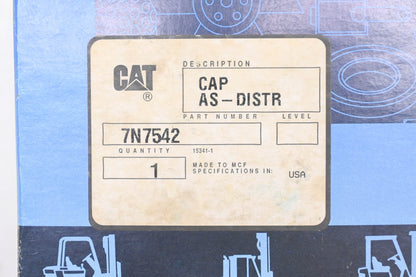 DESCRIPTION
CAT
®
CAP
AS-DISTR
PART NUMBER LEVEL
7N7542
QUANTITY 15341-1
1
MADE TO MCF
SPECIFICATIONS IN: USA